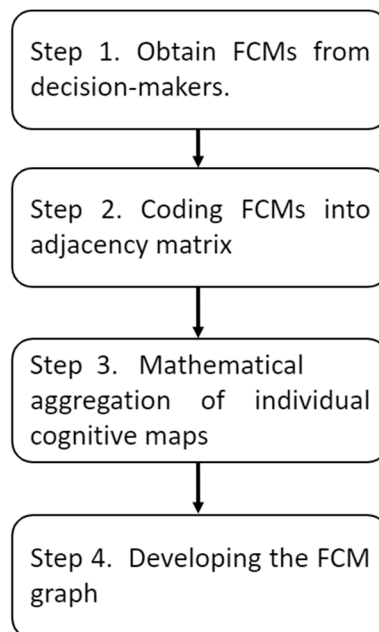 Step 1. Obtain FCMs from
decision-makers.
Step 2. Coding FCMs into
adjacency matrix
Step 3. Mathematical
aggregation of individual
cognitive maps
Step 4. Developing the FCM
graph